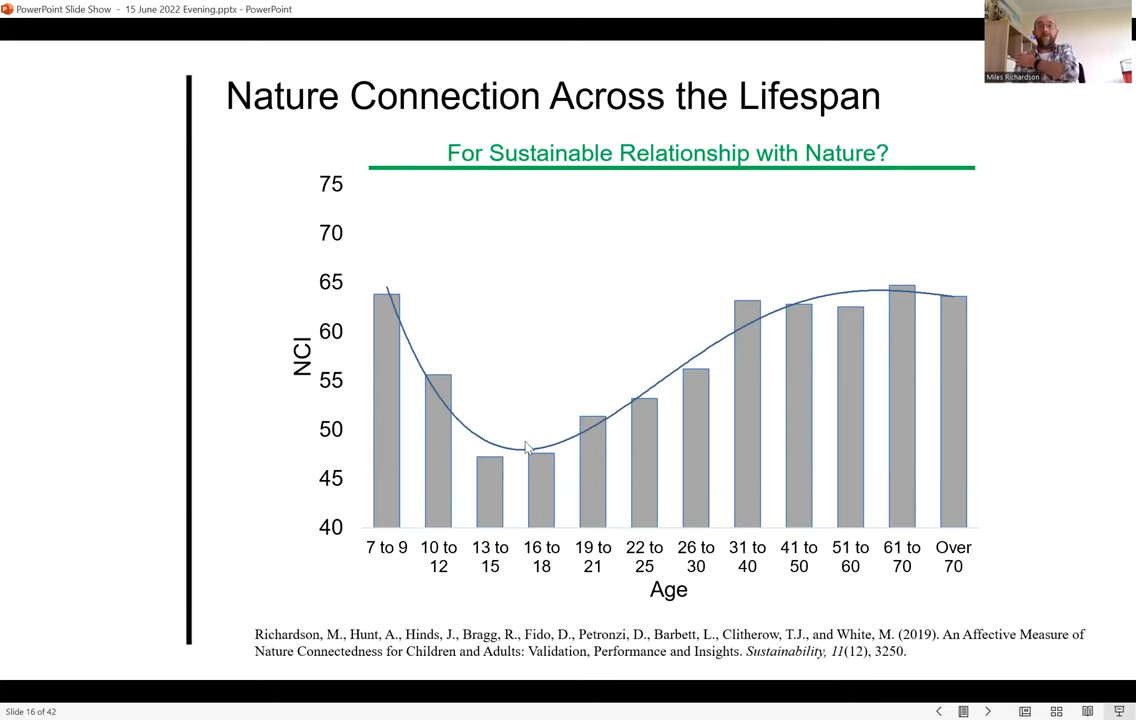 PowerPoint Slide Show - 15 June 2022 Evening.pptx - PowerPoint
Miles Richardson
Nature Connection Across the Lifespan
For Sustainable Relationship with Nature?
75
70
65
60
55
50
45
40
NCI
7 to 9
10 to 12
13 to 15
16 to 18
19 to 21
22 to 25
26 to 30
31 to 40
41 to 50
51 to 60
61 to 70
Over 70
Age
Richardson, M., Hunt, A., Hinds, J., Bragg, R., Fido, D., Petronzi, D., Barbett, L., Clitherow, T.J., and White, M. (2019). An Affective Measure of
Nature Connectedness for Children and Adults: Validation, Performance and Insights. Sustainability, 11(12), 3250.
Slide 16 of 42